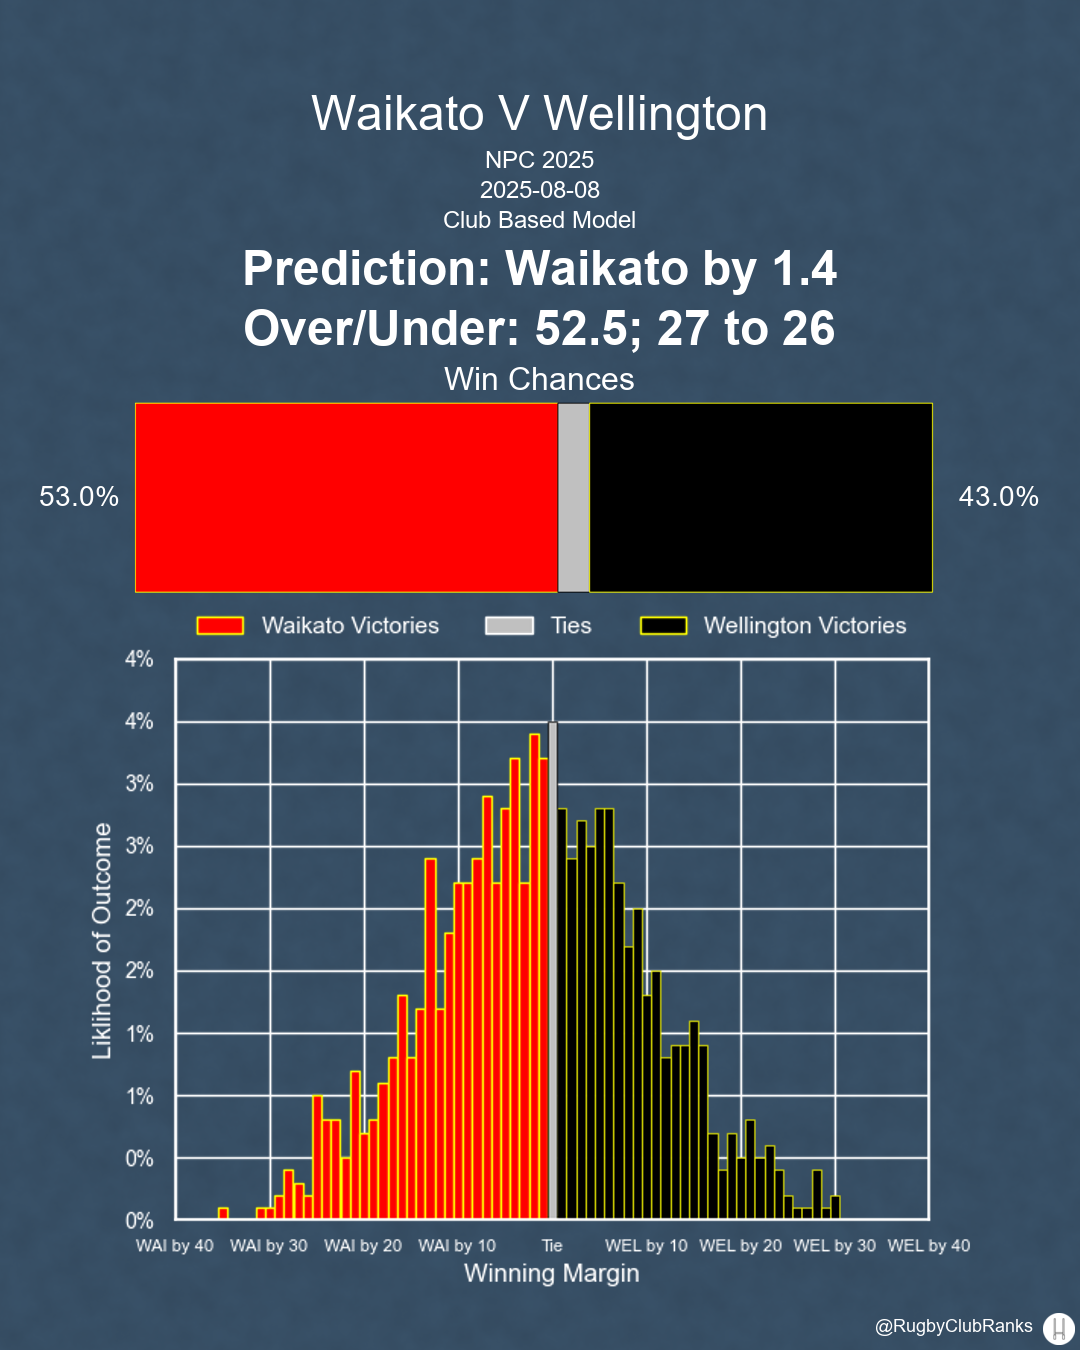 Waikato V Wellington
NPC 2025
2025-08-08
Club Based Model
Prediction: Waikato by 1.4
Over/Under: 52.5; 27 to 26
Win Chances
53.0%
43.0%
Waikato Victories
Ties
Wellington Victories
4%
4%
3%
3%
2%
2%
1%
1%
0%
0%
Liklihood of Outcome
WAI by 40
WAI by 30
WAI by 20
WAI by 10
Tie
WEL by 10
WEL by 20
WEL by 30
WEL by 40
Winning Margin
@RugbyClubRanks